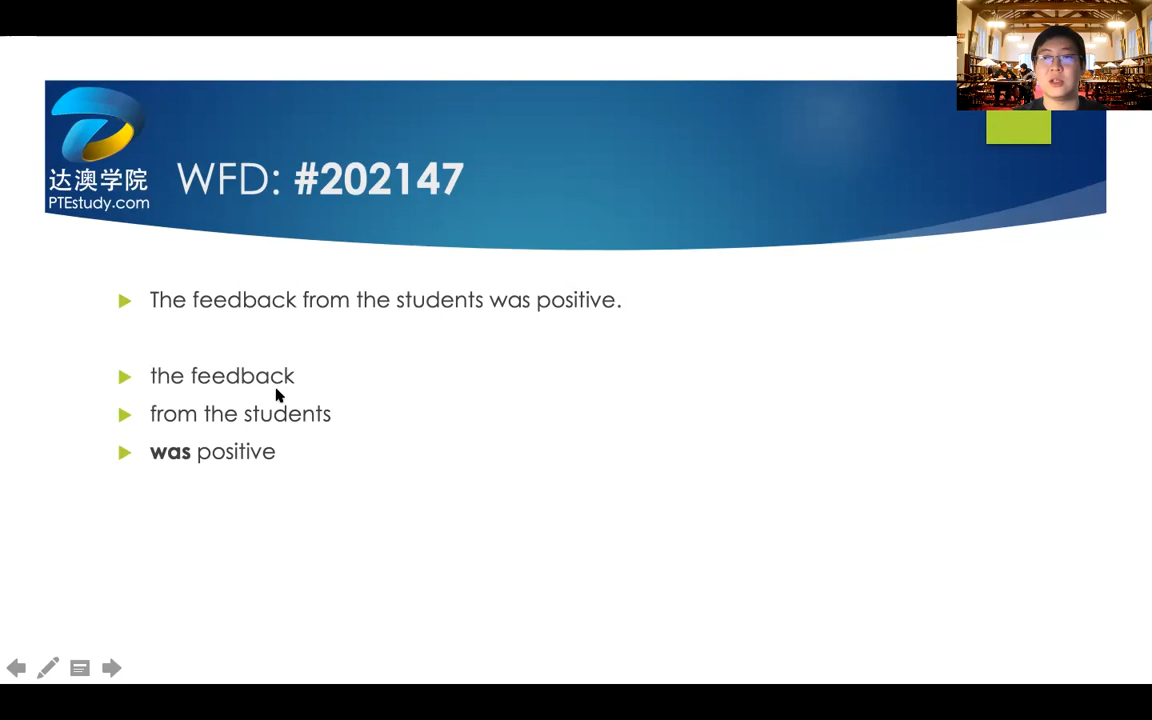 达澳学院
PTEstudy.com
WFD: #202147
The feedback from the students was positive.
the feedback
from the students
was positive